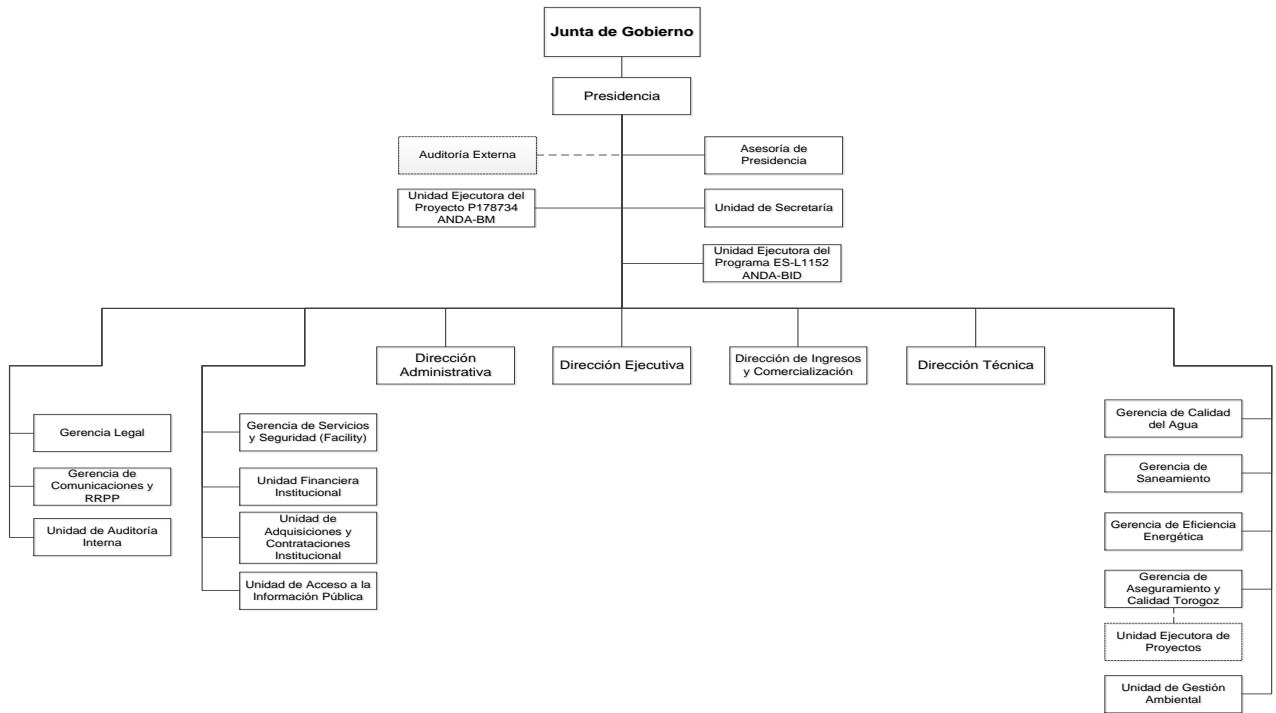 Junta de Gobierno
Presidencia
Auditoría Externa
Asesoría de
Presidencia
Unidad Ejecutora del
Proyecto P178734
ANDA-BM
Unidad de Secretaría
Unidad Ejecutora del
Programa ES-L1152
ANDA-BID
Dirección
Administrativa
Dirección Ejecutiva
Dirección de Ingresos
y Comercialización
Dirección Técnica
Gerencia Legal
Gerencia de
Comunicaciones y
RRPP
Unidad de Auditoría
Interna
Gerencia de Servicios
y Seguridad (Facility)
Unidad Financiera
Institucional
Unidad de
Adquisiciones y
Contrataciones
Institucional
Unidad de Acceso a la
Información Pública
Gerencia de Calidad
del Agua
Gerencia de
Saneamiento
Gerencia de Eficiencia
Energética
Gerencia de
Aseguramiento y
Calidad Torogoz
Unidad Ejecutora de
Proyectos
Unidad de Gestión
Ambiental